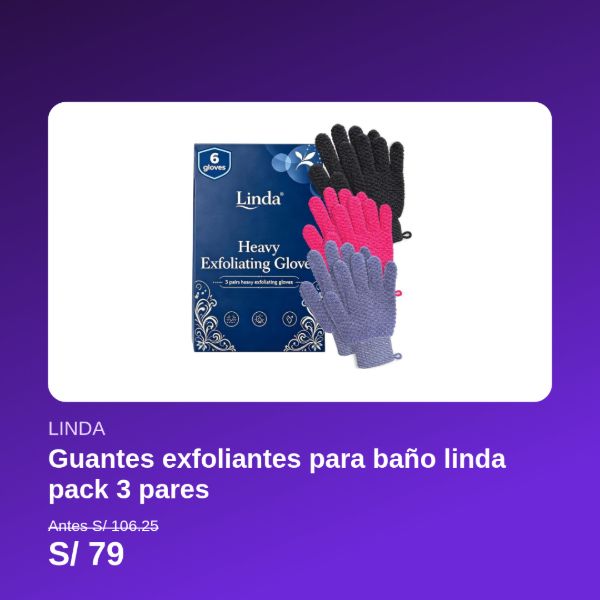 6
gloves
Linda®
Heavy
Exfoliating Glove
3 pairs heavy exfoliating gloves
LINDA
Guantes exfoliantes para baño linda
pack 3 pares
Antes S/ 106.25
S/ 79